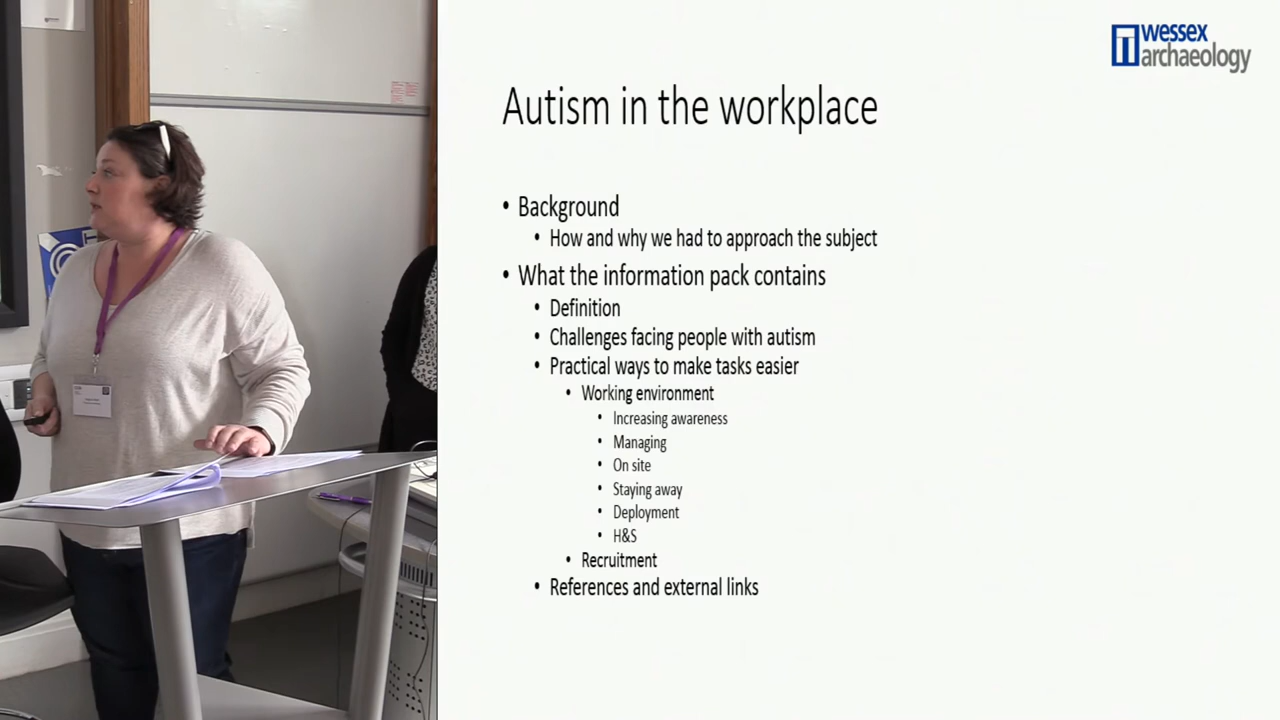 wessex
archaeology
Autism in the workplace
• Background
• How and why we had to approach the subject
• What the information pack contains
• Definition
• Challenges facing people with autism
• Practical ways to make tasks easier
• Working environment
• Increasing awareness
• Managing
• On site
• Staying away
• Deployment
• H&S
• Recruitment
• References and external links